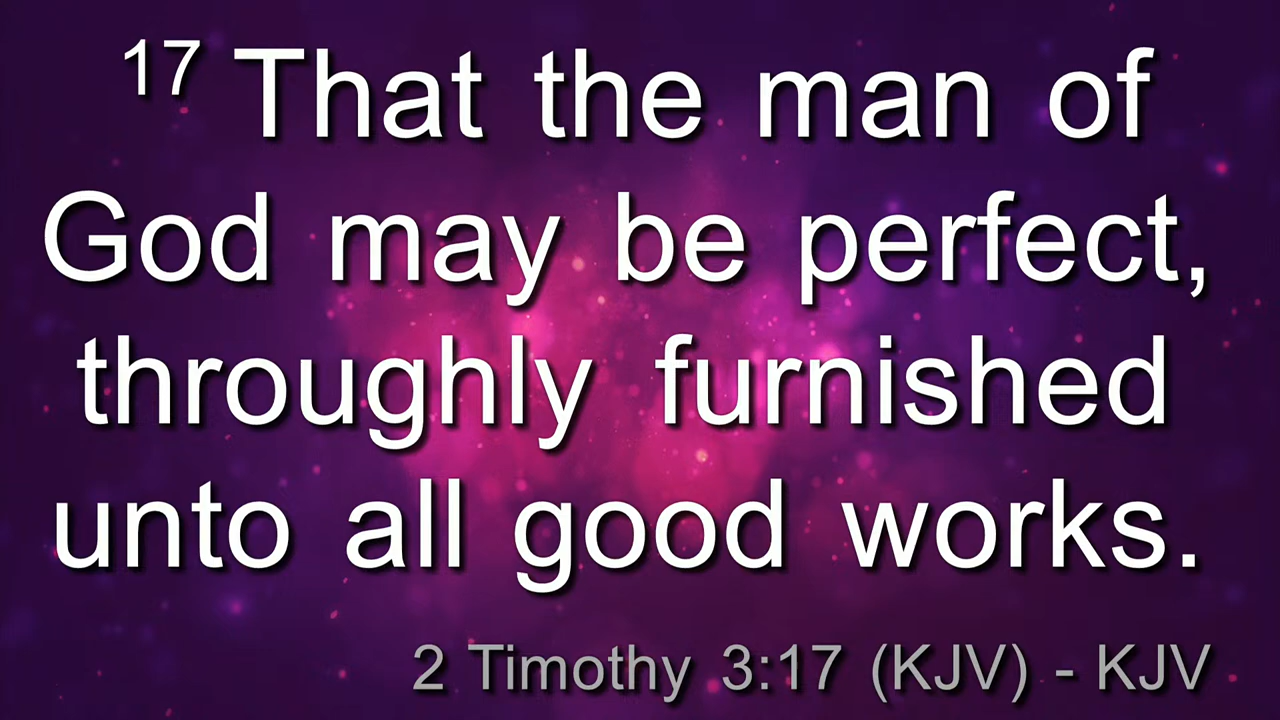 17 That the man of
God may be perfect,
throughly furnished
unto all good works.
2 Timothy 3:17 (KJV) - KJV